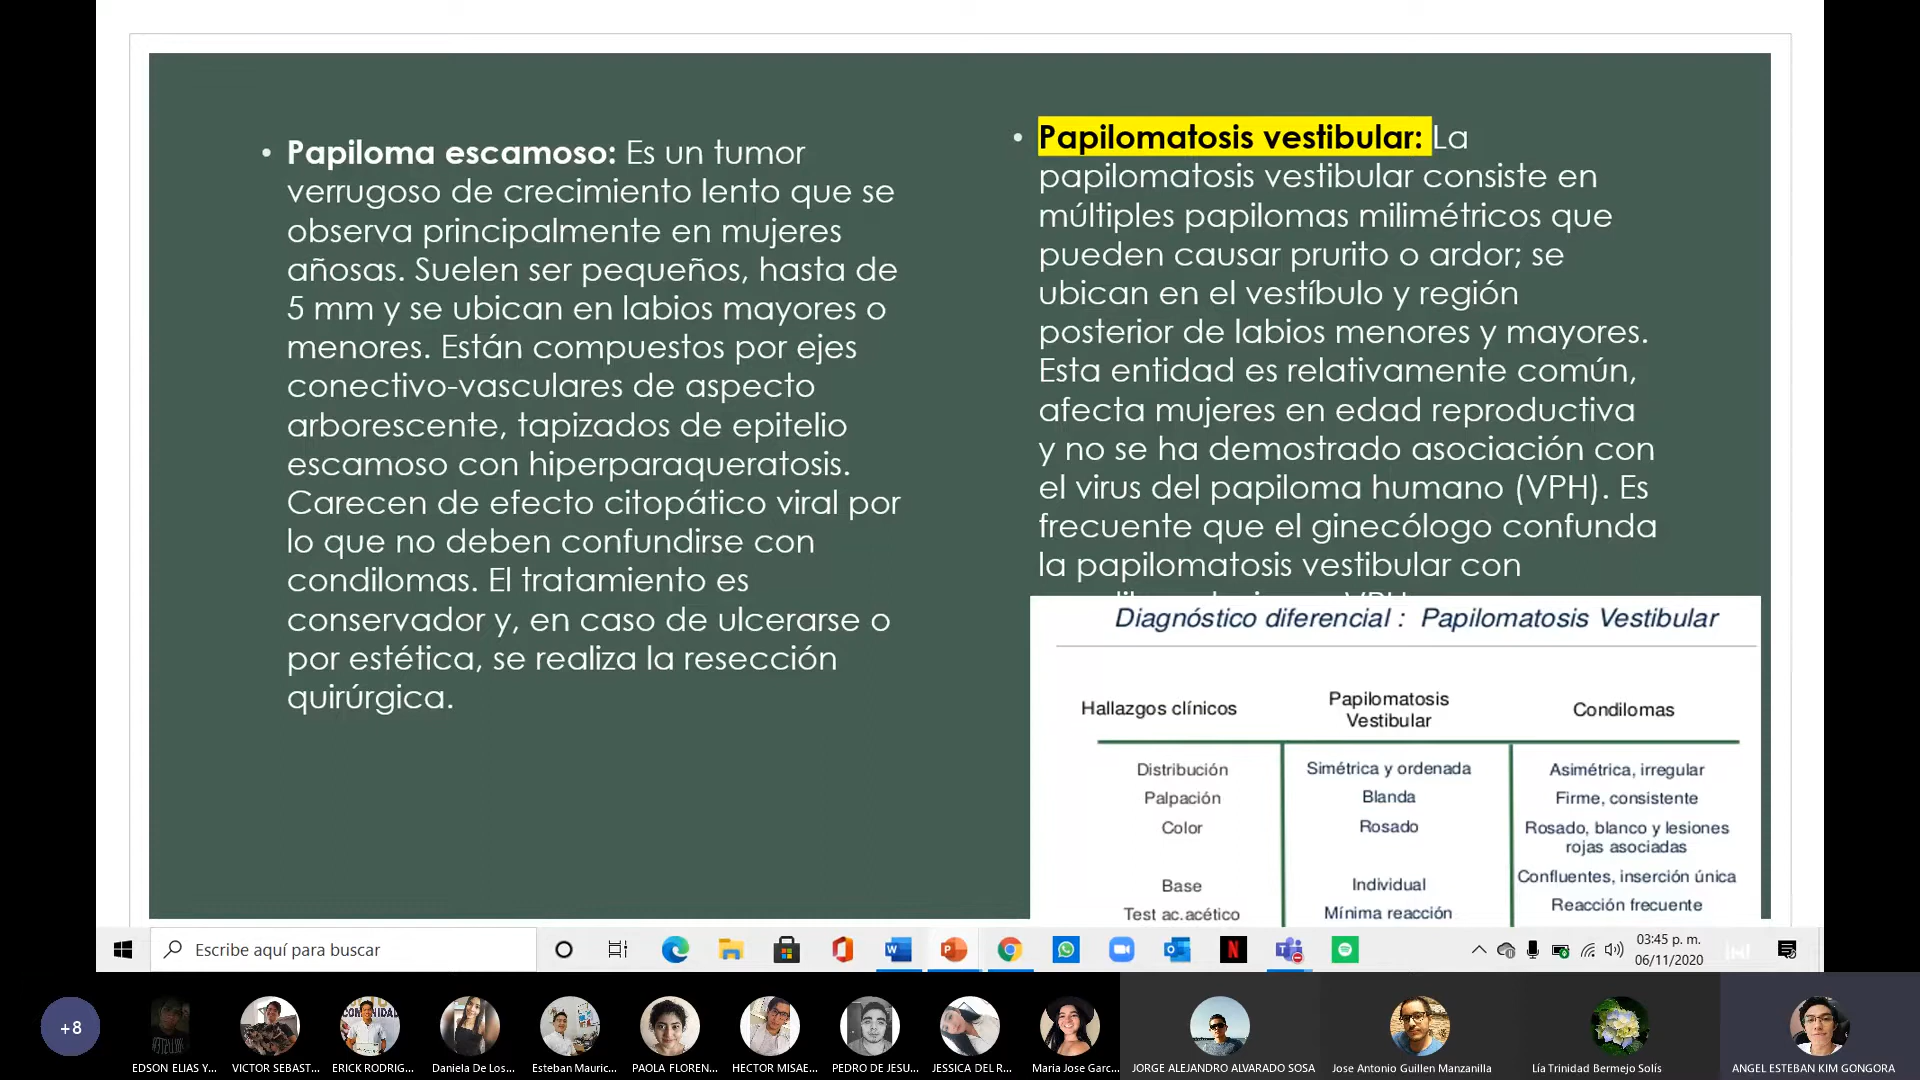 • Papiloma escamoso: Es un tumor
verrugoso de crecimiento lento que se
observa principalmente en mujeres
añosas. Suelen ser pequeños, hasta de
5 mm y se ubican en labios mayores o
menores. Están compuestos por ejes
conectivo-vasculares de aspecto
arborescente, tapizados de epitelio
escamoso con hiperparaqueratosis.
Carecen de efecto citopático viral por
lo que no deben confundirse con
condilomas. El tratamiento es
conservador y, en caso de ulcerarse o
por estética, se realiza la resección
quirúrgica.
• Papilomatosis vestibular: La
papilomatosis vestibular consiste en
múltiples papilomas milimétricos que
pueden causar prurito o ardor; se
ubican en el vestíbulo y región
posterior de labios menores y mayores.
Esta entidad es relativamente común,
afecta mujeres en edad reproductiva
y no se ha demostrado asociación con
el virus del papiloma humano (VPH). Es
frecuente que el ginecólogo confunda
la papilomatosis vestibular con
Diagnóstico diferencial : Papilomatosis Vestibular
Hallazgos clínicos Papilomatosis Vestibular Condilomas
Distribución Simétrica y ordenada Asimétrica, irregular
Palpación Blanda Firme, consistente
Color Rosado Rosado, blanco y lesiones
rojas asociadas
Base Individual Confluentes, inserción única
Test ac.acético Mínima reacción Reacción frecuente
Escribe aquí para buscar
03:45 p. m.
06/11/2020
+8
EDSON ELIAS Y...
VICTOR SEBAST...
ERICK RODRIG...
Daniela De Los...
Esteban Mauric...
PAOLA FLOREN...
HECTOR MISAE...
PEDRO DE JESU...
JESSICA DEL R...
Maria Jose Garc...
JORGE ALEJANDRO ALVARADO SOSA
Jose Antonio Guillen Manzanilla
Lía Trinidad Bermejo Solís
ANGEL ESTEBAN KIM GONGORA